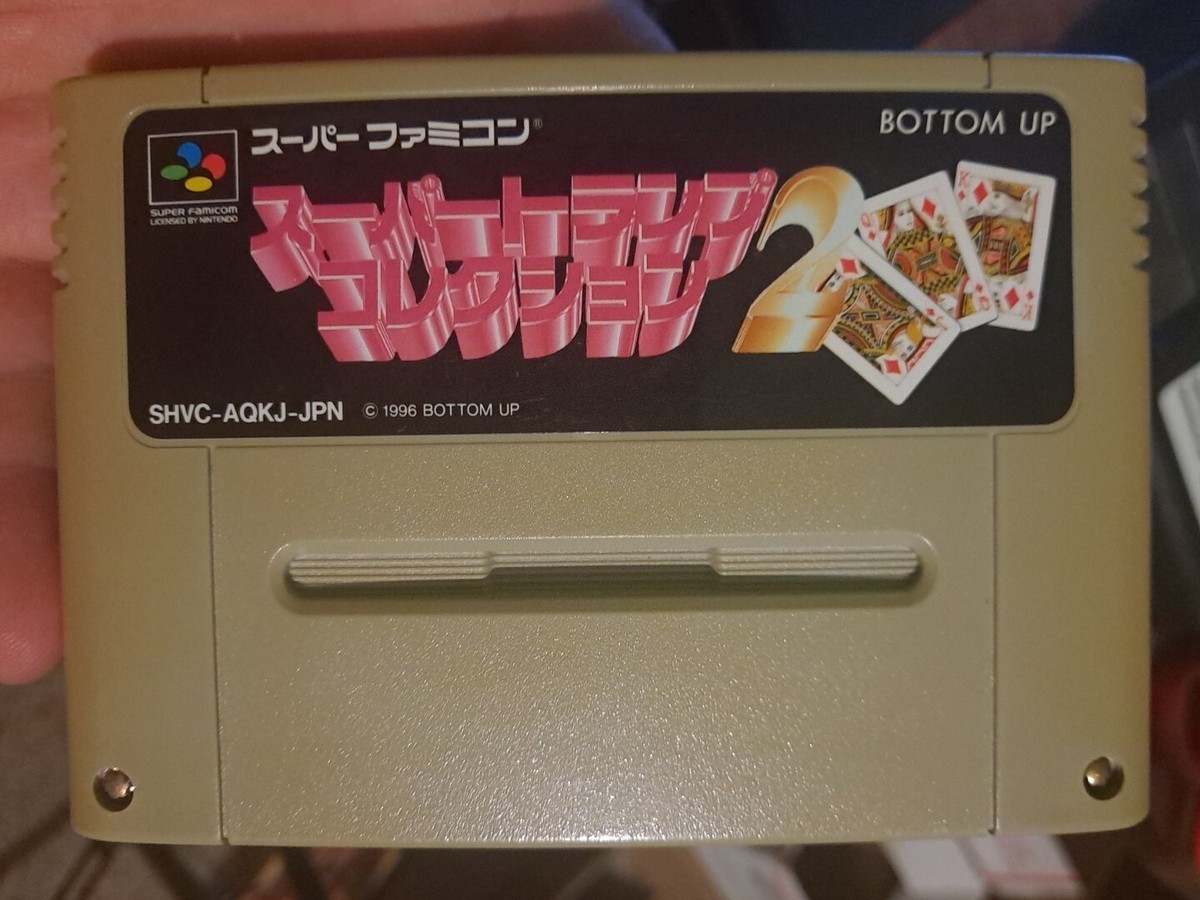 スーパーファミコン®
BOTTOM UP
SUPER FAMICOM
LICENSED BY NINTENDO
スーパートランプ
コレクション2
K
Q
J
SHVC-AQKJ-JPN
© 1996 BOTTOM UP